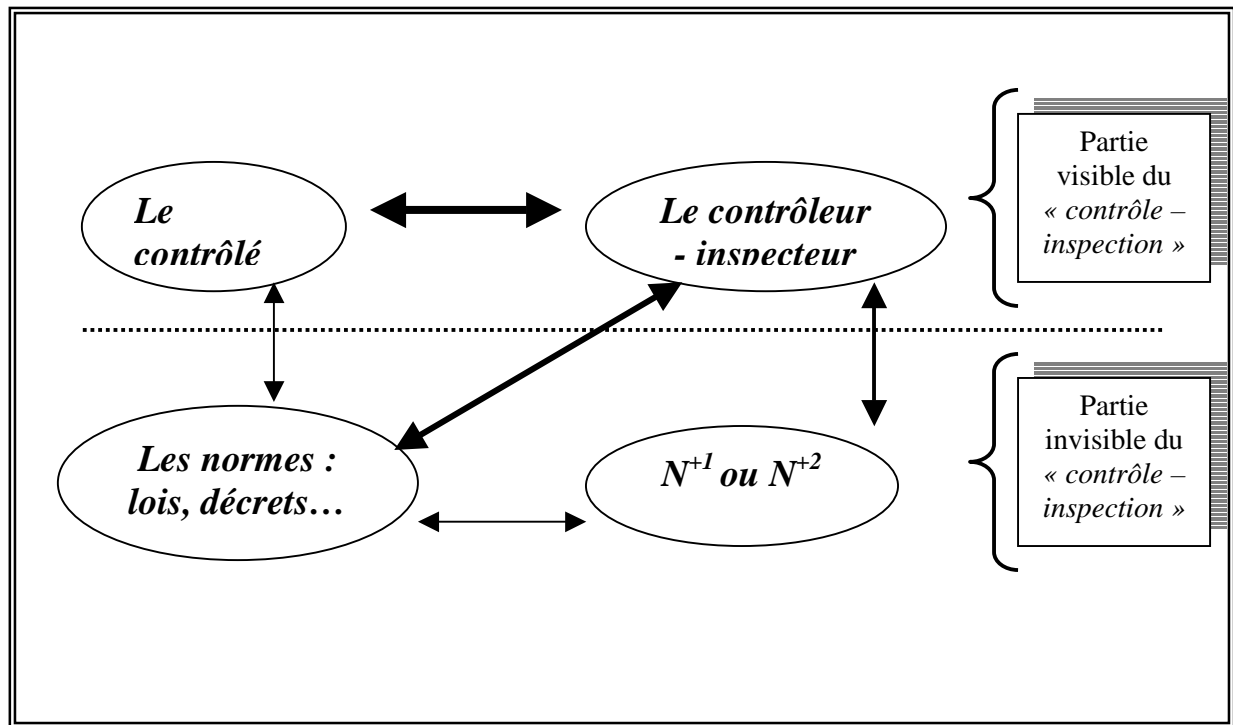 Le
contrôlé
Le contrôleur
- inspecteur
Partie
visible du
« contrôle –
inspection »
Les normes :
lois, décrets…
N+1 ou N+2
Partie
invisible du
« contrôle –
inspection »